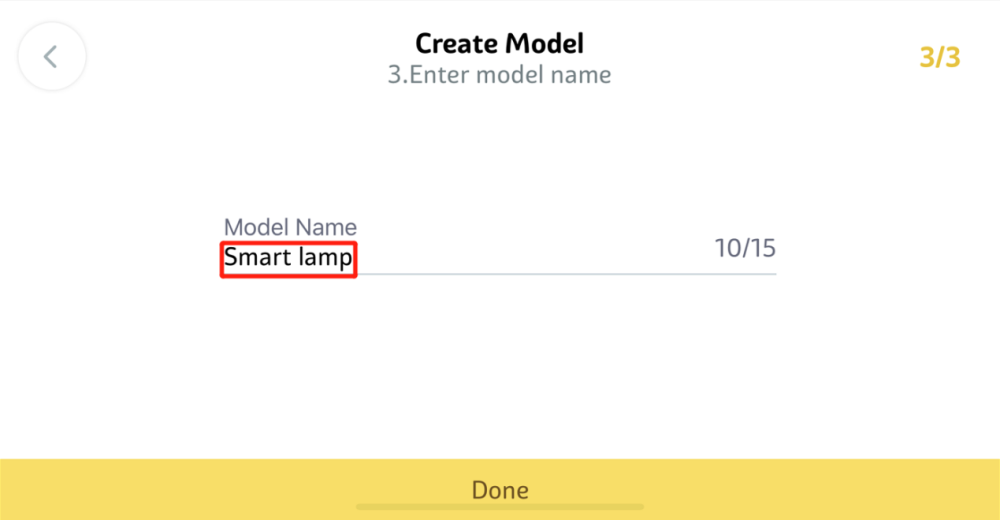 Create Model
3.Enter model name
3/3
Model Name
Smart lamp
10/15
Done